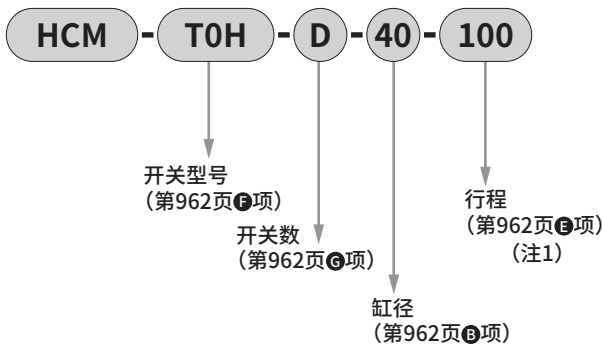 HCM-T0H-D-40-100
开关型号
(第962页F项)
开关数
(第962页G项)
行程
(第962页E项)
(注1)
缸径
(第962页B项)